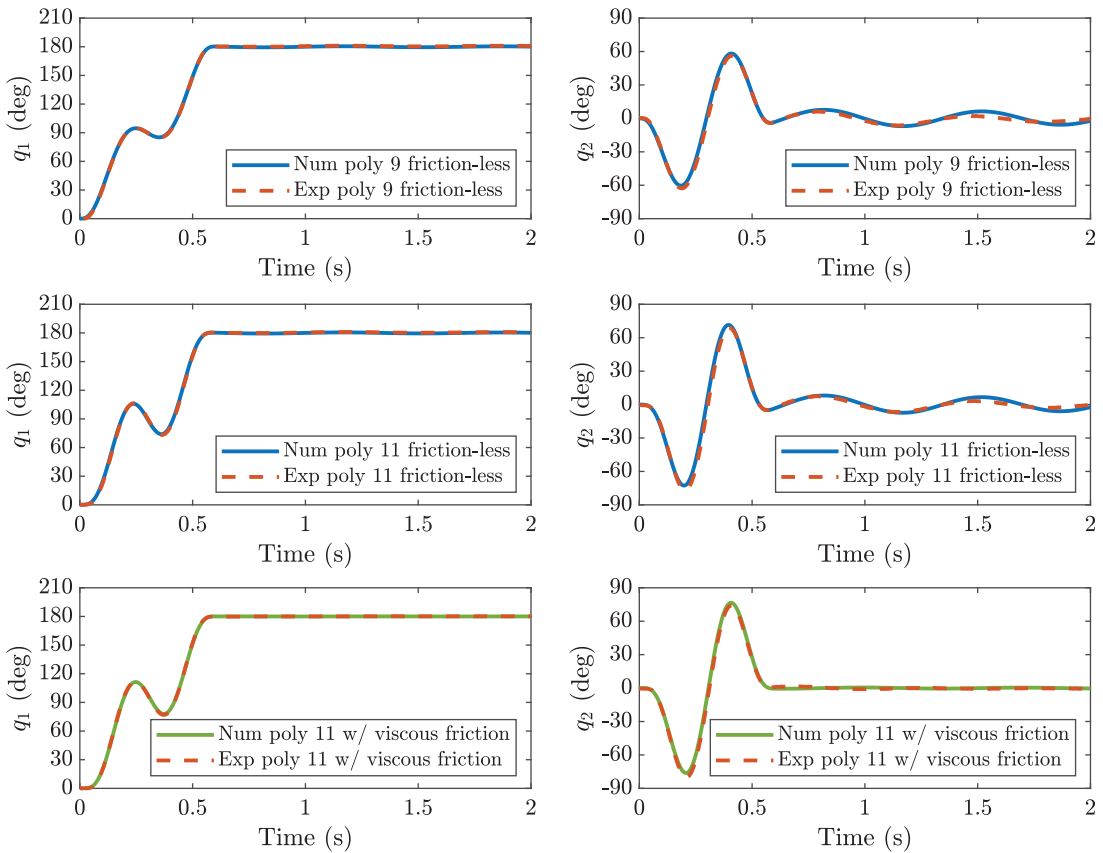 210
180
150
120
90
60
30
0
q₁ (deg)
0 0.5 1 1.5 2
Time (s)
Num poly 9 friction-less
Exp poly 9 friction-less
90
60
30
0
-30
-60
-90
q₂ (deg)
0 0.5 1 1.5 2
Time (s)
Num poly 9 friction-less
Exp poly 9 friction-less
210
180
150
120
90
60
30
0
q₁ (deg)
0 0.5 1 1.5 2
Time (s)
Num poly 11 friction-less
Exp poly 11 friction-less
90
60
30
0
-30
-60
-90
q₂ (deg)
0 0.5 1 1.5 2
Time (s)
Num poly 11 friction-less
Exp poly 11 friction-less
210
180
150
120
90
60
30
0
q₁ (deg)
0 0.5 1 1.5 2
Time (s)
Num poly 11 w/ viscous friction
Exp poly 11 w/ viscous friction
90
60
30
0
-30
-60
-90
q₂ (deg)
0 0.5 1 1.5 2
Time (s)
Num poly 11 w/ viscous friction
Exp poly 11 w/ viscous friction